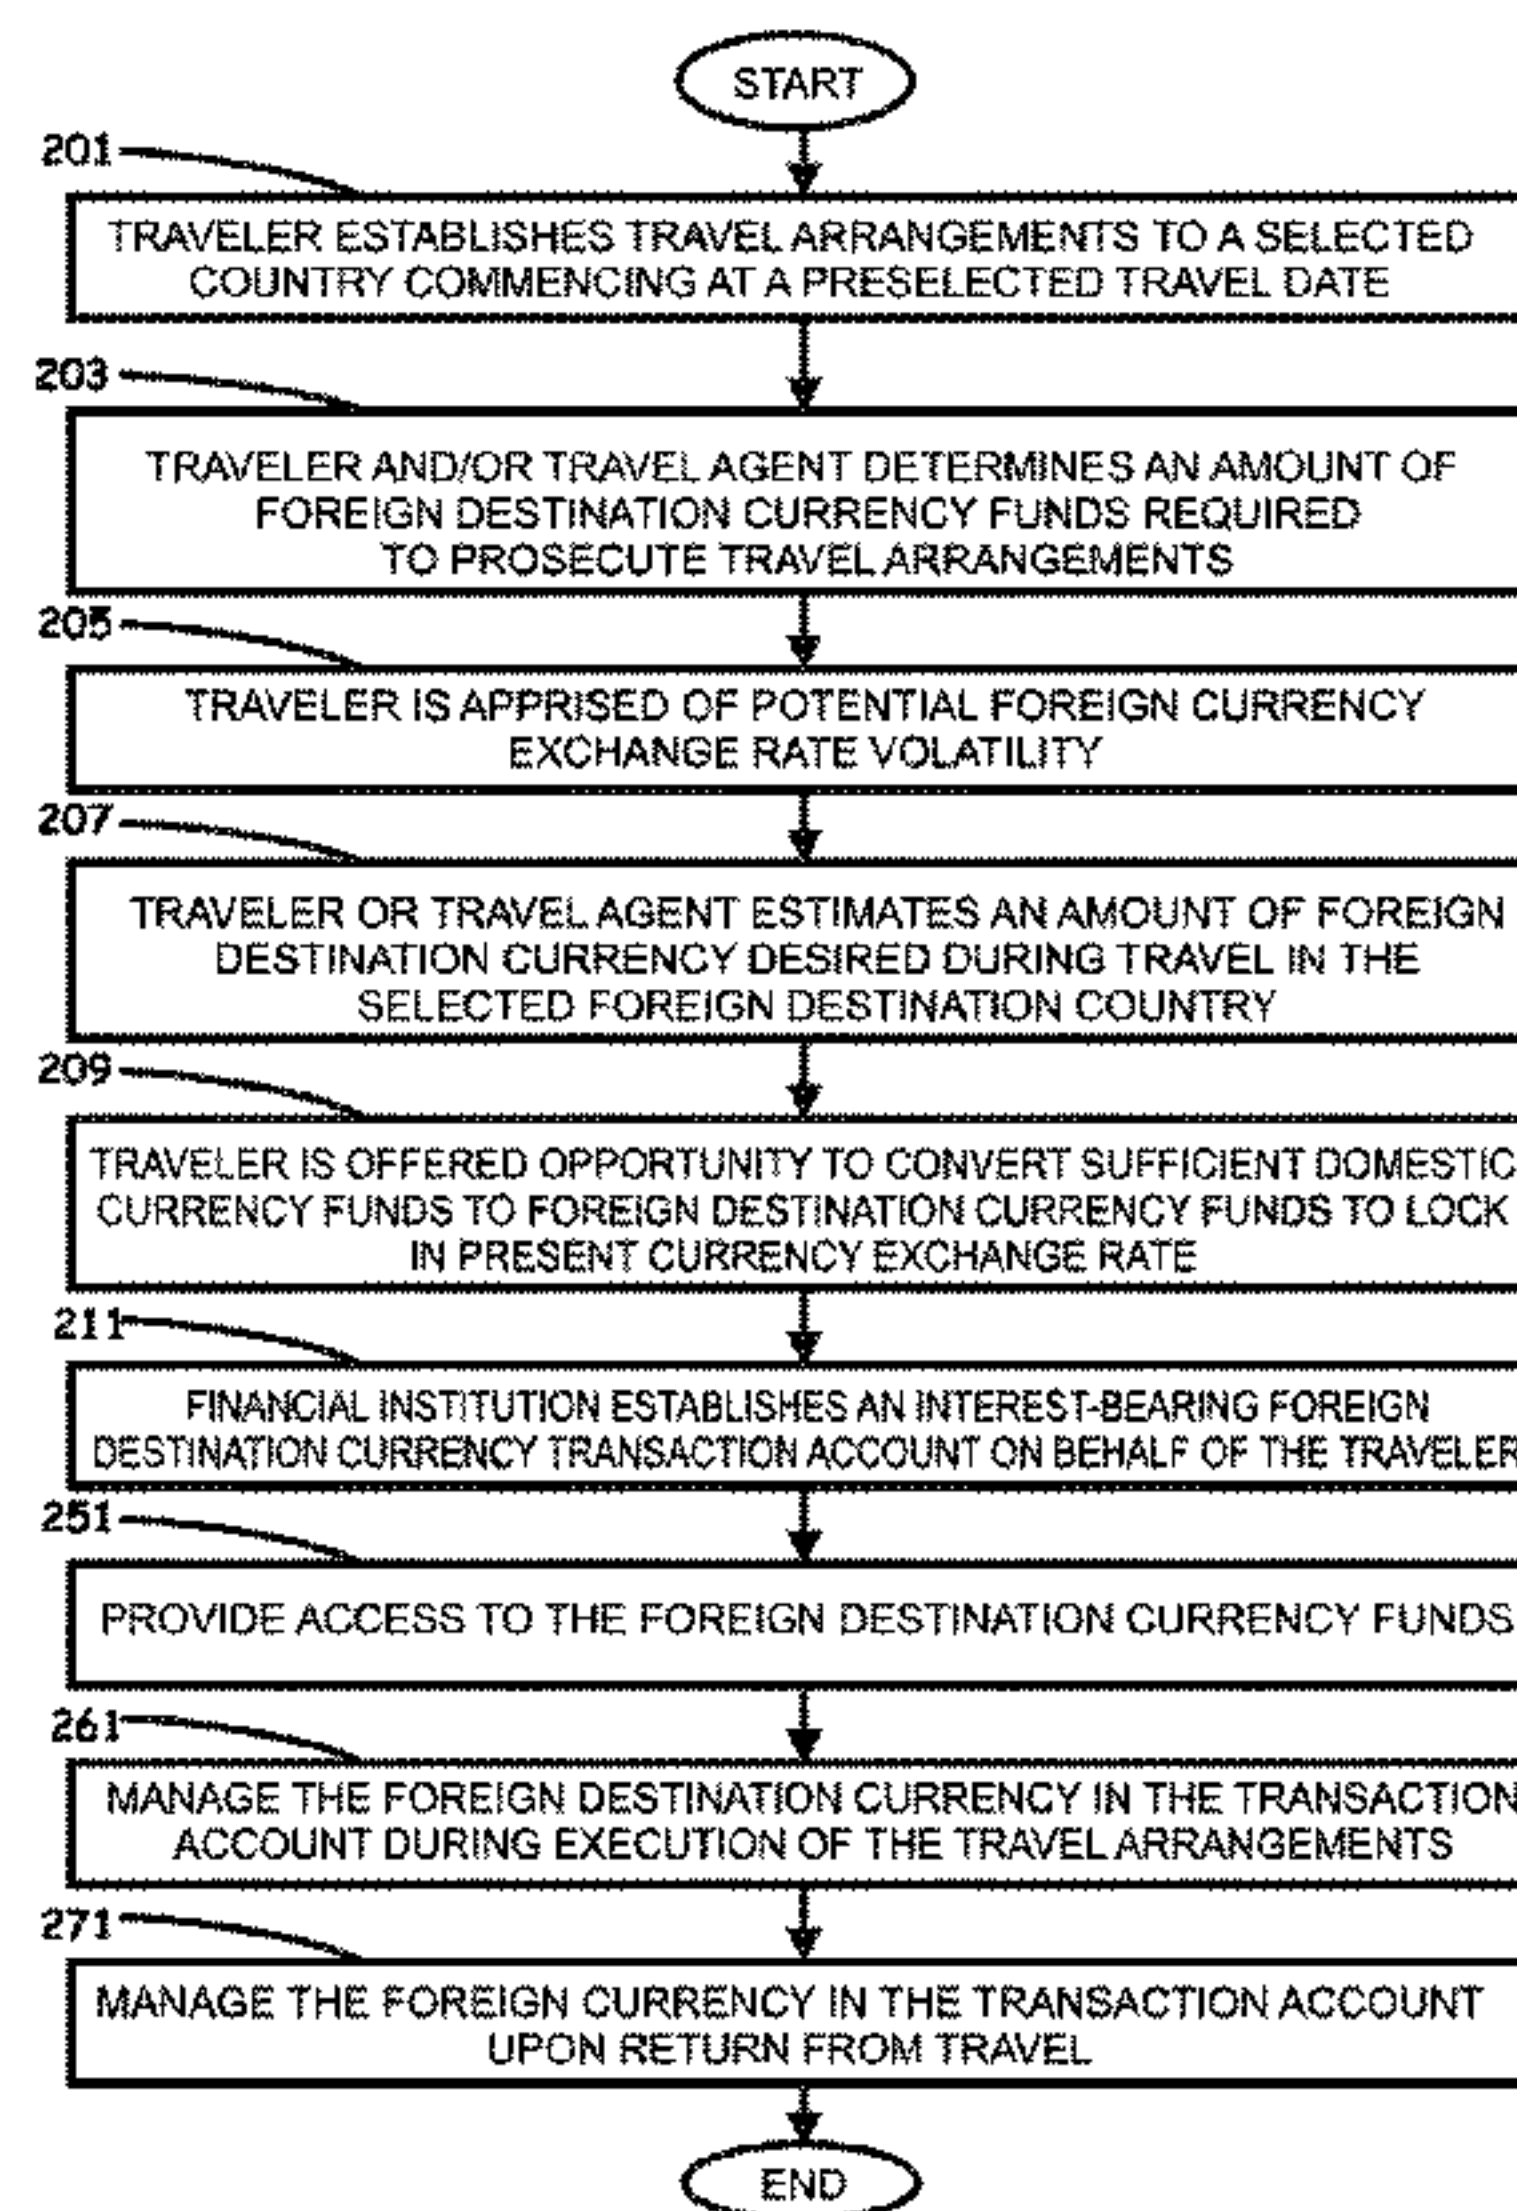 START
201
TRAVELER ESTABLISHES TRAVEL ARRANGEMENTS TO A SELECTED
COUNTRY COMMENCING AT A PRESELECTED TRAVEL DATE
203
TRAVELER AND/OR TRAVEL AGENT DETERMINES AN AMOUNT OF
FOREIGN DESTINATION CURRENCY FUNDS REQUIRED
TO PROSECUTE TRAVEL ARRANGEMENTS
205
TRAVELER IS APPRISED OF POTENTIAL FOREIGN CURRENCY
EXCHANGE RATE VOLATILITY
207
TRAVELER OR TRAVEL AGENT ESTIMATES AN AMOUNT OF FOREIGN
DESTINATION CURRENCY DESIRED DURING TRAVEL IN THE
SELECTED FOREIGN DESTINATION COUNTRY
209
TRAVELER IS OFFERED OPPORTUNITY TO CONVERT SUFFICIENT DOMESTIC
CURRENCY FUNDS TO FOREIGN DESTINATION CURRENCY FUNDS TO LOCK
IN PRESENT CURRENCY EXCHANGE RATE
211
FINANCIAL INSTITUTION ESTABLISHES AN INTEREST-BEARING FOREIGN
DESTINATION CURRENCY TRANSACTION ACCOUNT ON BEHALF OF THE TRAVELER
251
PROVIDE ACCESS TO THE FOREIGN DESTINATION CURRENCY FUNDS
261
MANAGE THE FOREIGN DESTINATION CURRENCY IN THE TRANSACTION
ACCOUNT DURING EXECUTION OF THE TRAVEL ARRANGEMENTS
271
MANAGE THE FOREIGN CURRENCY IN THE TRANSACTION ACCOUNT
UPON RETURN FROM TRAVEL
END